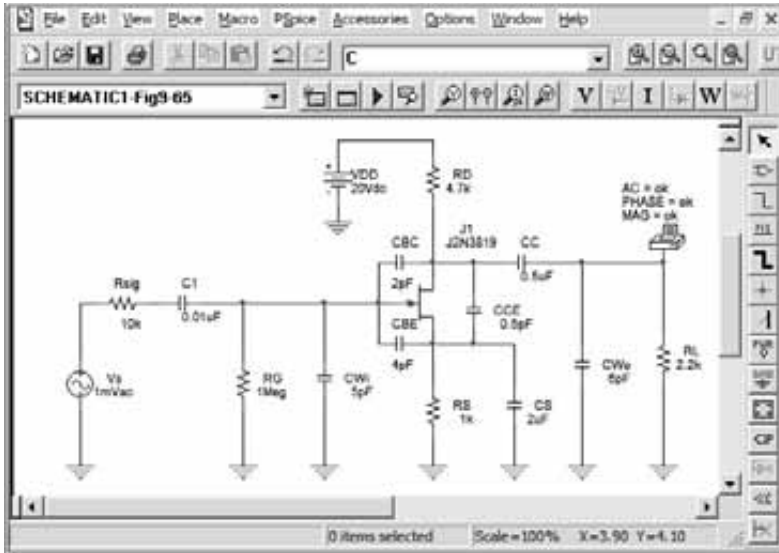 File Edit View Place Macro PSpice Accessories Options Window Help
C
SCHEMATIC1-Fig9-65
V I W
VDD
20Vdc
RD
4.7k
AC = ok
PHASE = ok
MAG = ok
J1
J2N3819
CBC
2pF
CC
0.5uF
Rsig
10k
C1
0.01uF
CBE
4pF
CCE
0.5pF
Vs
1mVac
RG
1Meg
CWi
5pF
RS
1k
CS
2uF
CWo
6pF
RL
2.2k
0 items selected Scale=100% X=3.90 Y=4.10